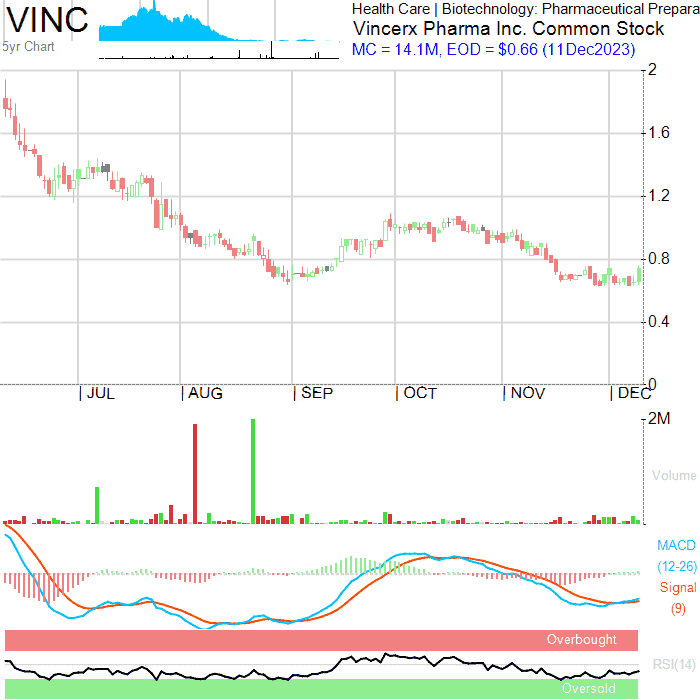 VINC
5yr Chart
Health Care | Biotechnology: Pharmaceutical Prepara
Vincerx Pharma Inc. Common Stock
MC = 14.1M, EOD = $0.66 (11Dec2023)
2
1.6
1.2
0.8
0.4
0
| JUL | AUG | SEP | OCT | NOV | DEC
2M
Volume
MACD
(12-26)
Signal
(9)
Overbought
RSI(14)
Oversold